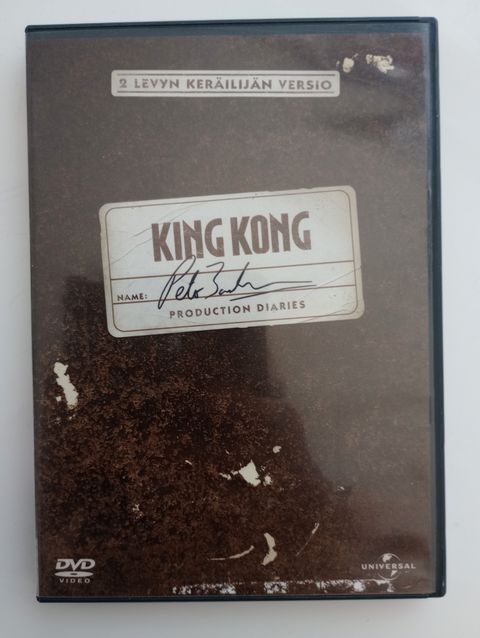 2 LEVYN KERÄILIJÄN VERSIO
KING KONG
NAME:
PRODUCTION DIARIES
DVD
VIDEO
UNIVERSAL